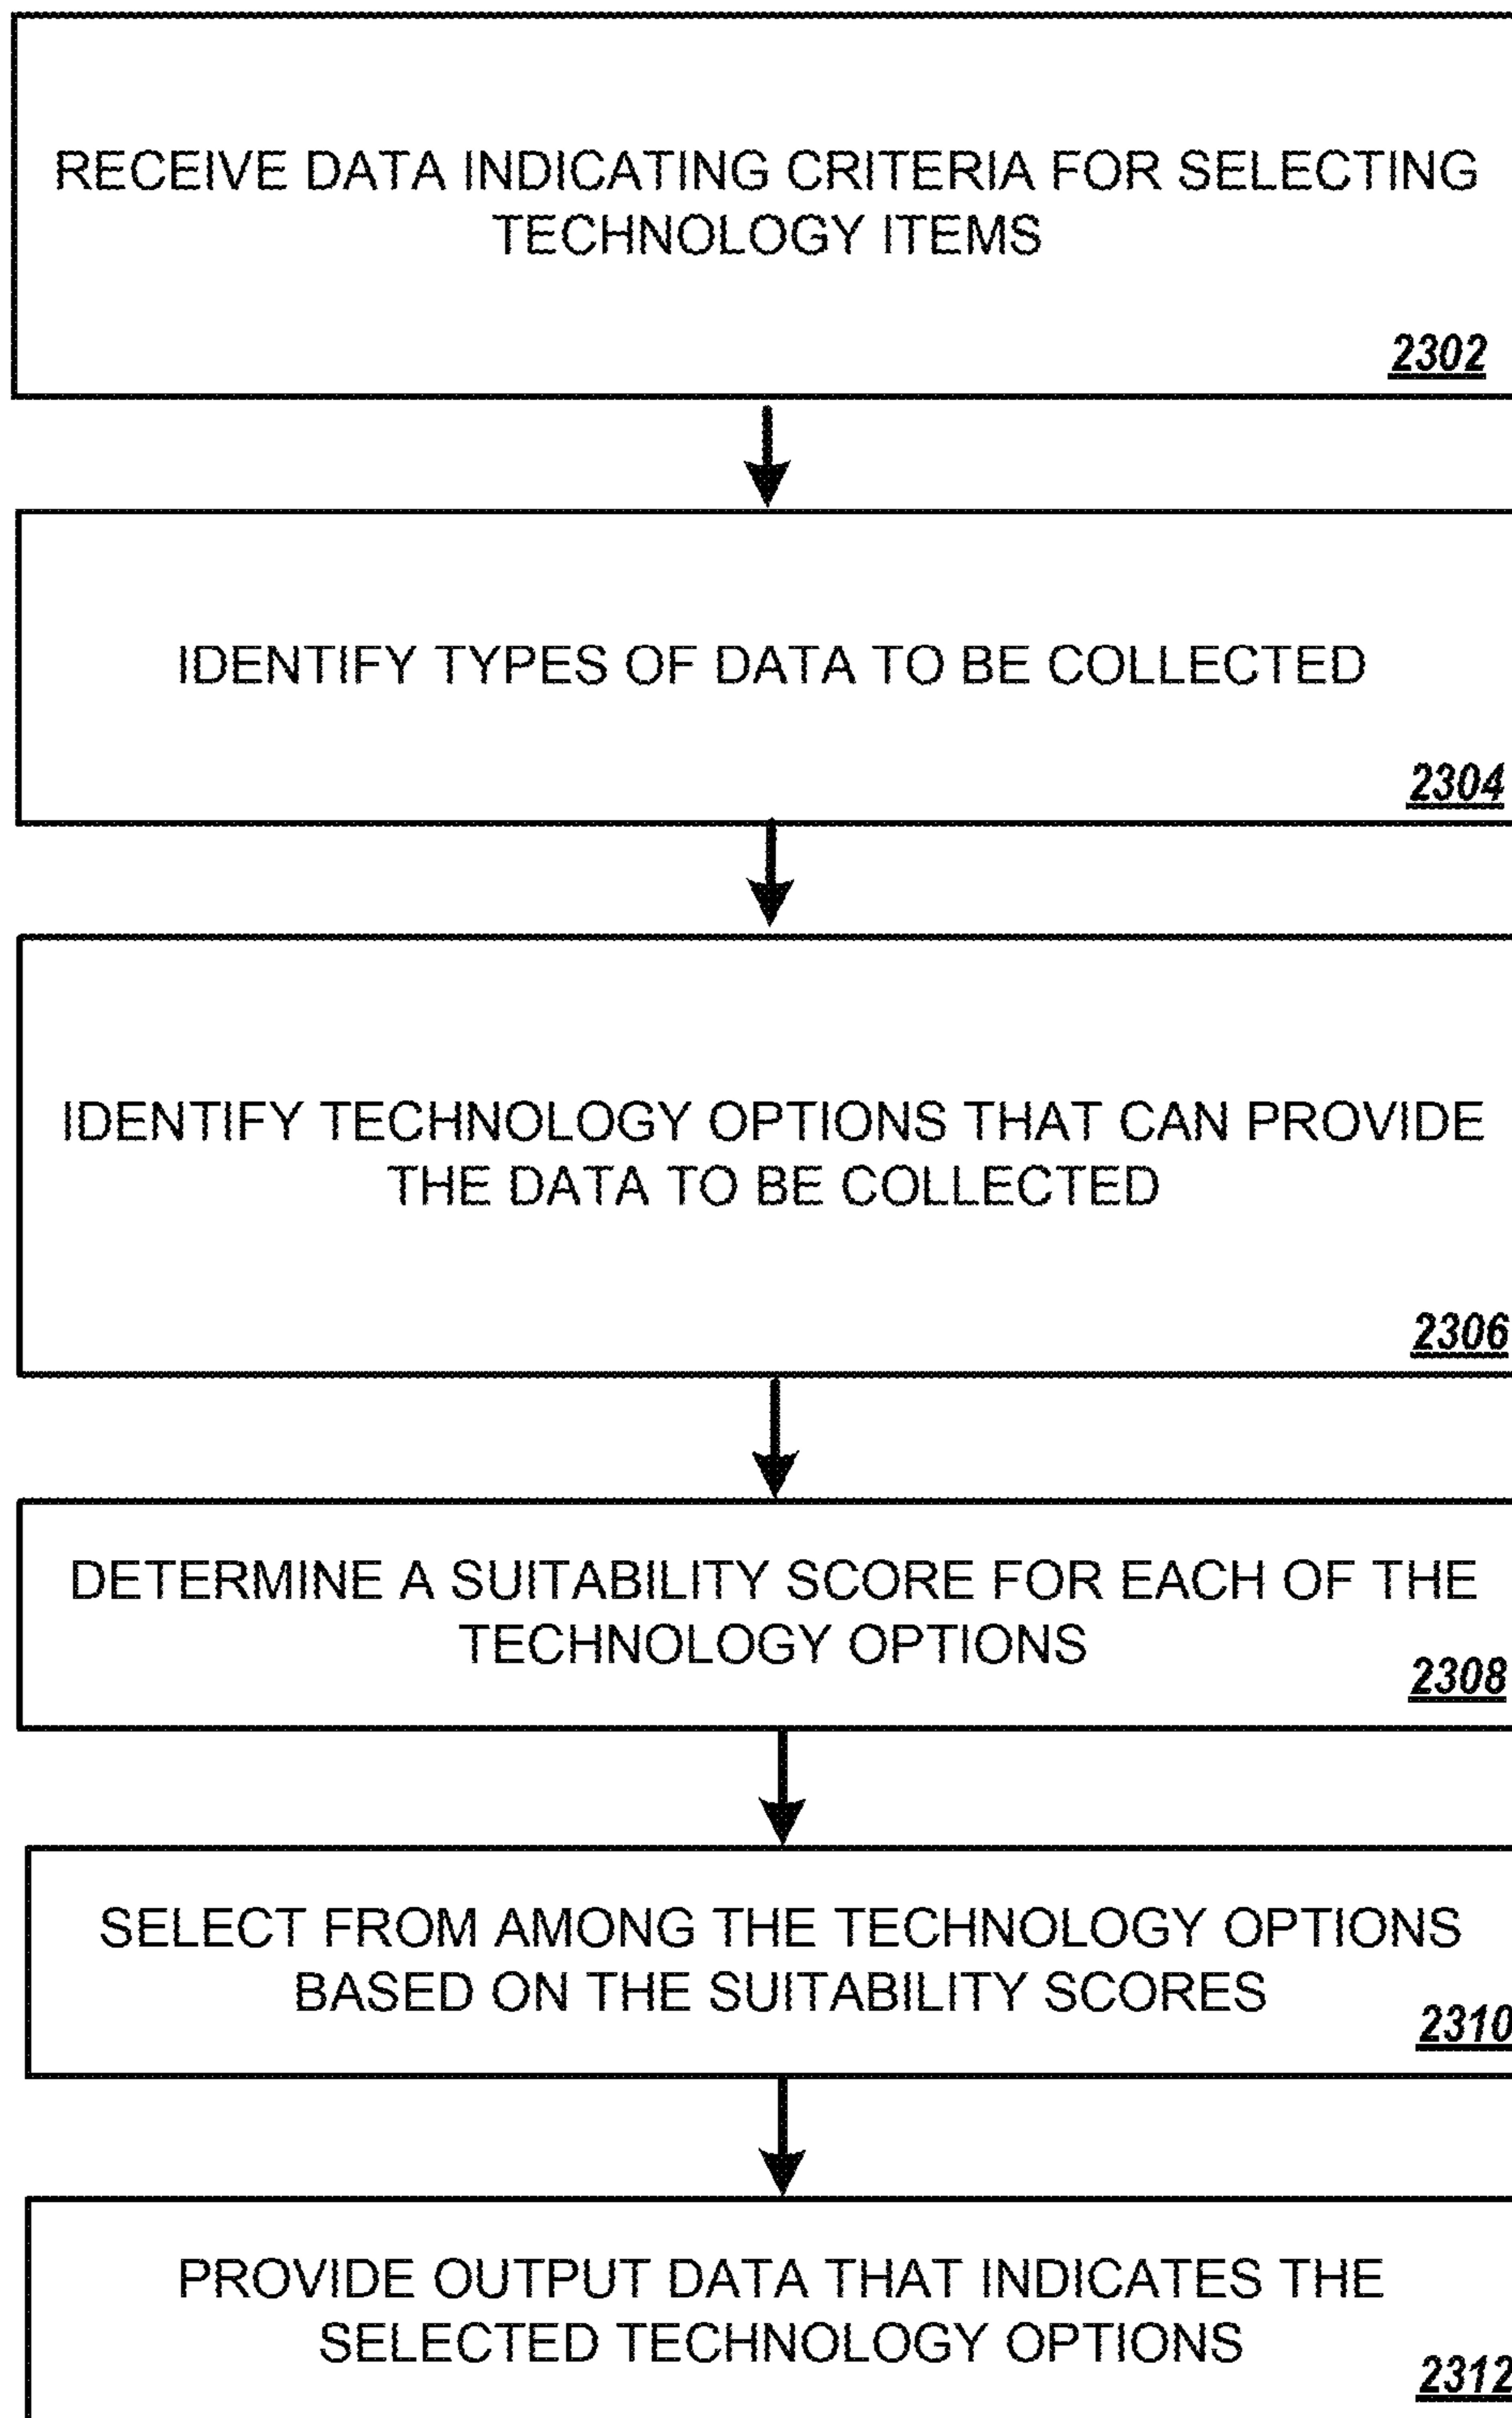 RECEIVE DATA INDICATING CRITERIA FOR SELECTING
TECHNOLOGY ITEMS
2302
IDENTIFY TYPES OF DATA TO BE COLLECTED
2304
IDENTIFY TECHNOLOGY OPTIONS THAT CAN PROVIDE
THE DATA TO BE COLLECTED
2306
DETERMINE A SUITABILITY SCORE FOR EACH OF THE
TECHNOLOGY OPTIONS
2308
SELECT FROM AMONG THE TECHNOLOGY OPTIONS
BASED ON THE SUITABILITY SCORES
2310
PROVIDE OUTPUT DATA THAT INDICATES THE
SELECTED TECHNOLOGY OPTIONS
2312